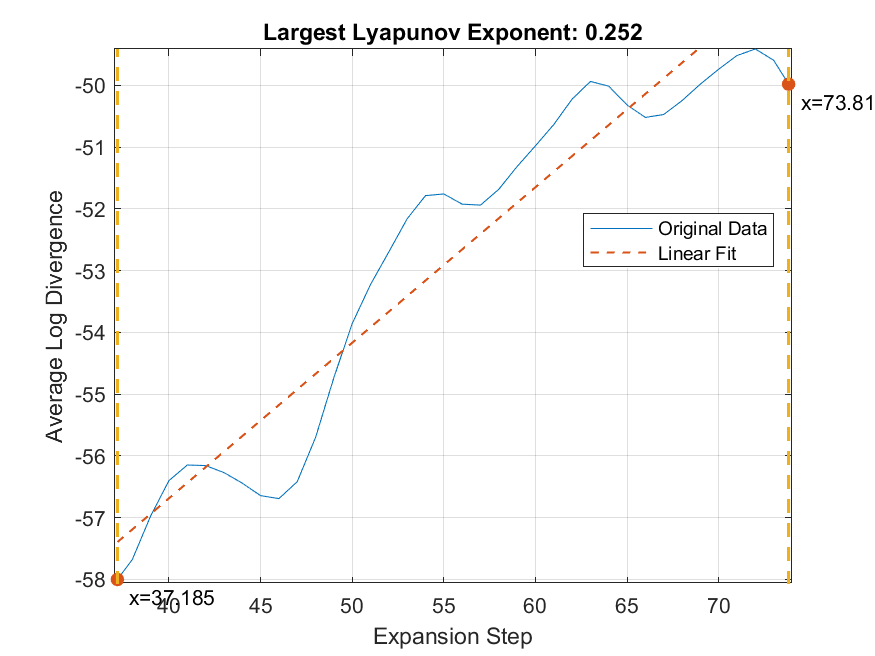 Largest Lyapunov Exponent: 0.252
-50
x=73.81
-51
-52
Original Data
Linear Fit
-53
-54
-55
-56
-57
-58
Average Log Divergence
x=37.185
40 45 50 55 60 65 70
Expansion Step